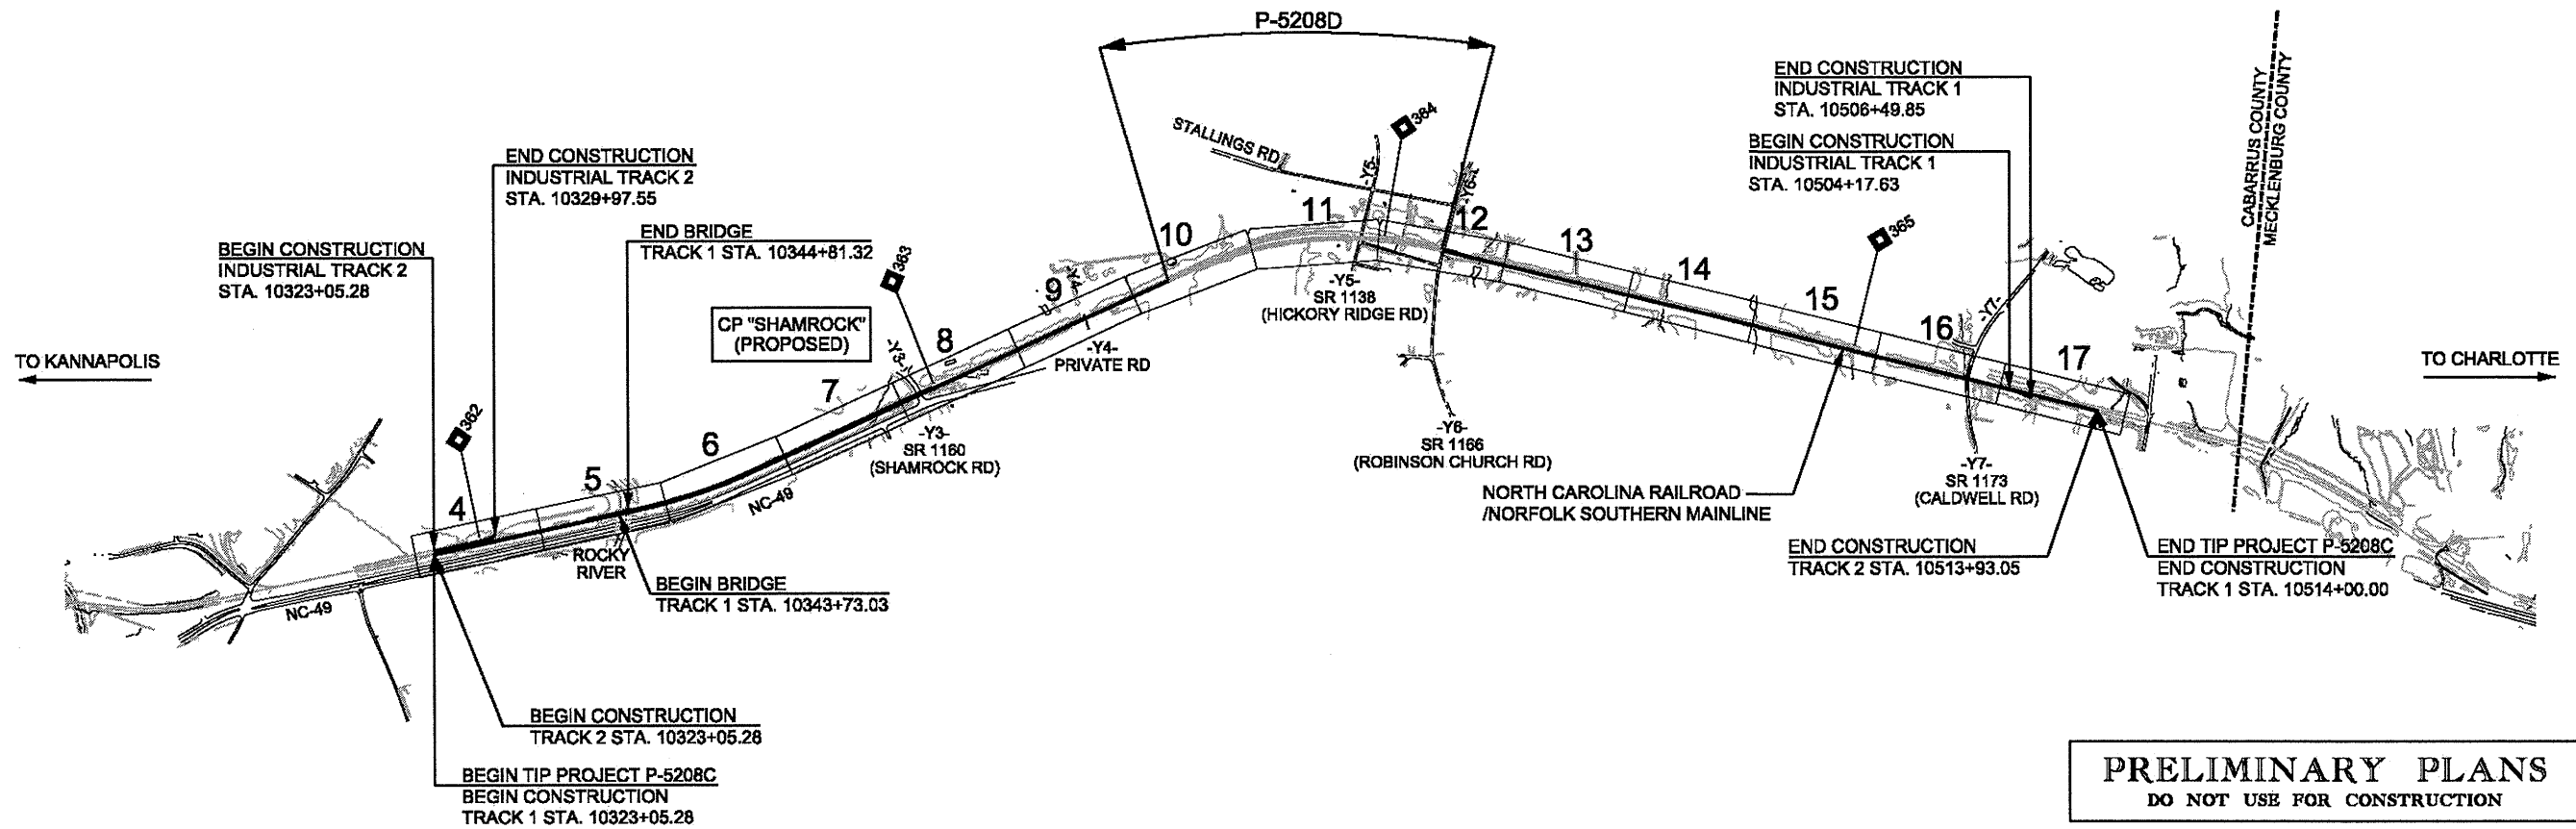 P-5208D
END CONSTRUCTION
INDUSTRIAL TRACK 1
STA. 10506+49.85
BEGIN CONSTRUCTION
INDUSTRIAL TRACK 1
STA. 10504+17.63
CABARRUS COUNTY
MECKLENBURG COUNTY
STALLINGS RD
364
-Y5-
-Y6-
END CONSTRUCTION
INDUSTRIAL TRACK 2
STA. 10329+97.55
END BRIDGE
TRACK 1 STA. 10344+81.32
BEGIN CONSTRUCTION
INDUSTRIAL TRACK 2
STA. 10323+05.28
363
365
CP "SHAMROCK"
(PROPOSED)
4
5
6
7
8
9
10
11
12
13
14
15
16
17
-Y3-
-Y4-
-Y7-
-Y4-
PRIVATE RD
-Y5-
SR 1138
(HICKORY RIDGE RD)
TO KANNAPOLIS
TO CHARLOTTE
362
-Y3-
SR 1160
(SHAMROCK RD)
-Y6-
SR 1166
(ROBINSON CHURCH RD)
-Y7-
SR 1173
(CALDWELL RD)
NORTH CAROLINA RAILROAD
/NORFOLK SOUTHERN MAINLINE
NC-49
ROCKY
RIVER
NC-49
BEGIN BRIDGE
TRACK 1 STA. 10343+73.03
END CONSTRUCTION
TRACK 2 STA. 10513+93.05
END TIP PROJECT P-5208C
END CONSTRUCTION
TRACK 1 STA. 10514+00.00
BEGIN CONSTRUCTION
TRACK 2 STA. 10323+05.28
BEGIN TIP PROJECT P-5208C
BEGIN CONSTRUCTION
TRACK 1 STA. 10323+05.28
PRELIMINARY PLANS
DO NOT USE FOR CONSTRUCTION